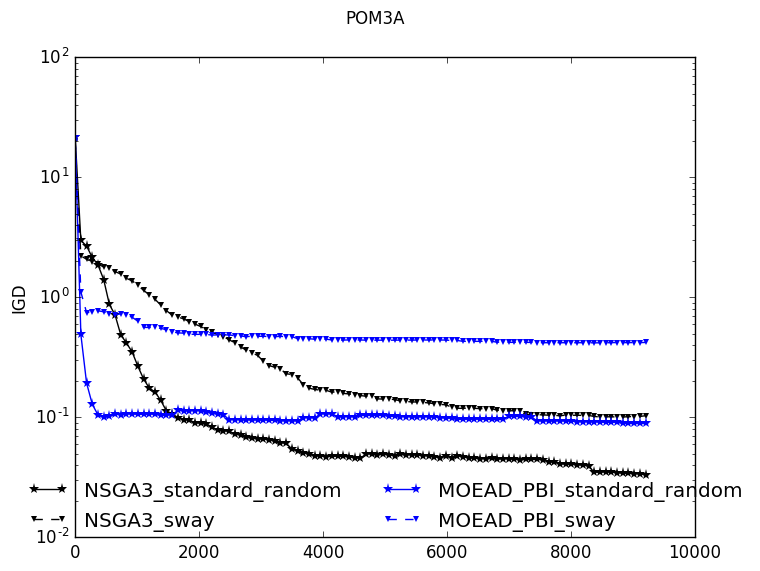 POM3A
10^2
10^1
10^0
10^-1
10^-2
IGD
NSGA3_standard_random
MOEAD_PBI_standard_random
NSGA3_sway
MOEAD_PBI_sway
0 2000 4000 6000 8000 10000